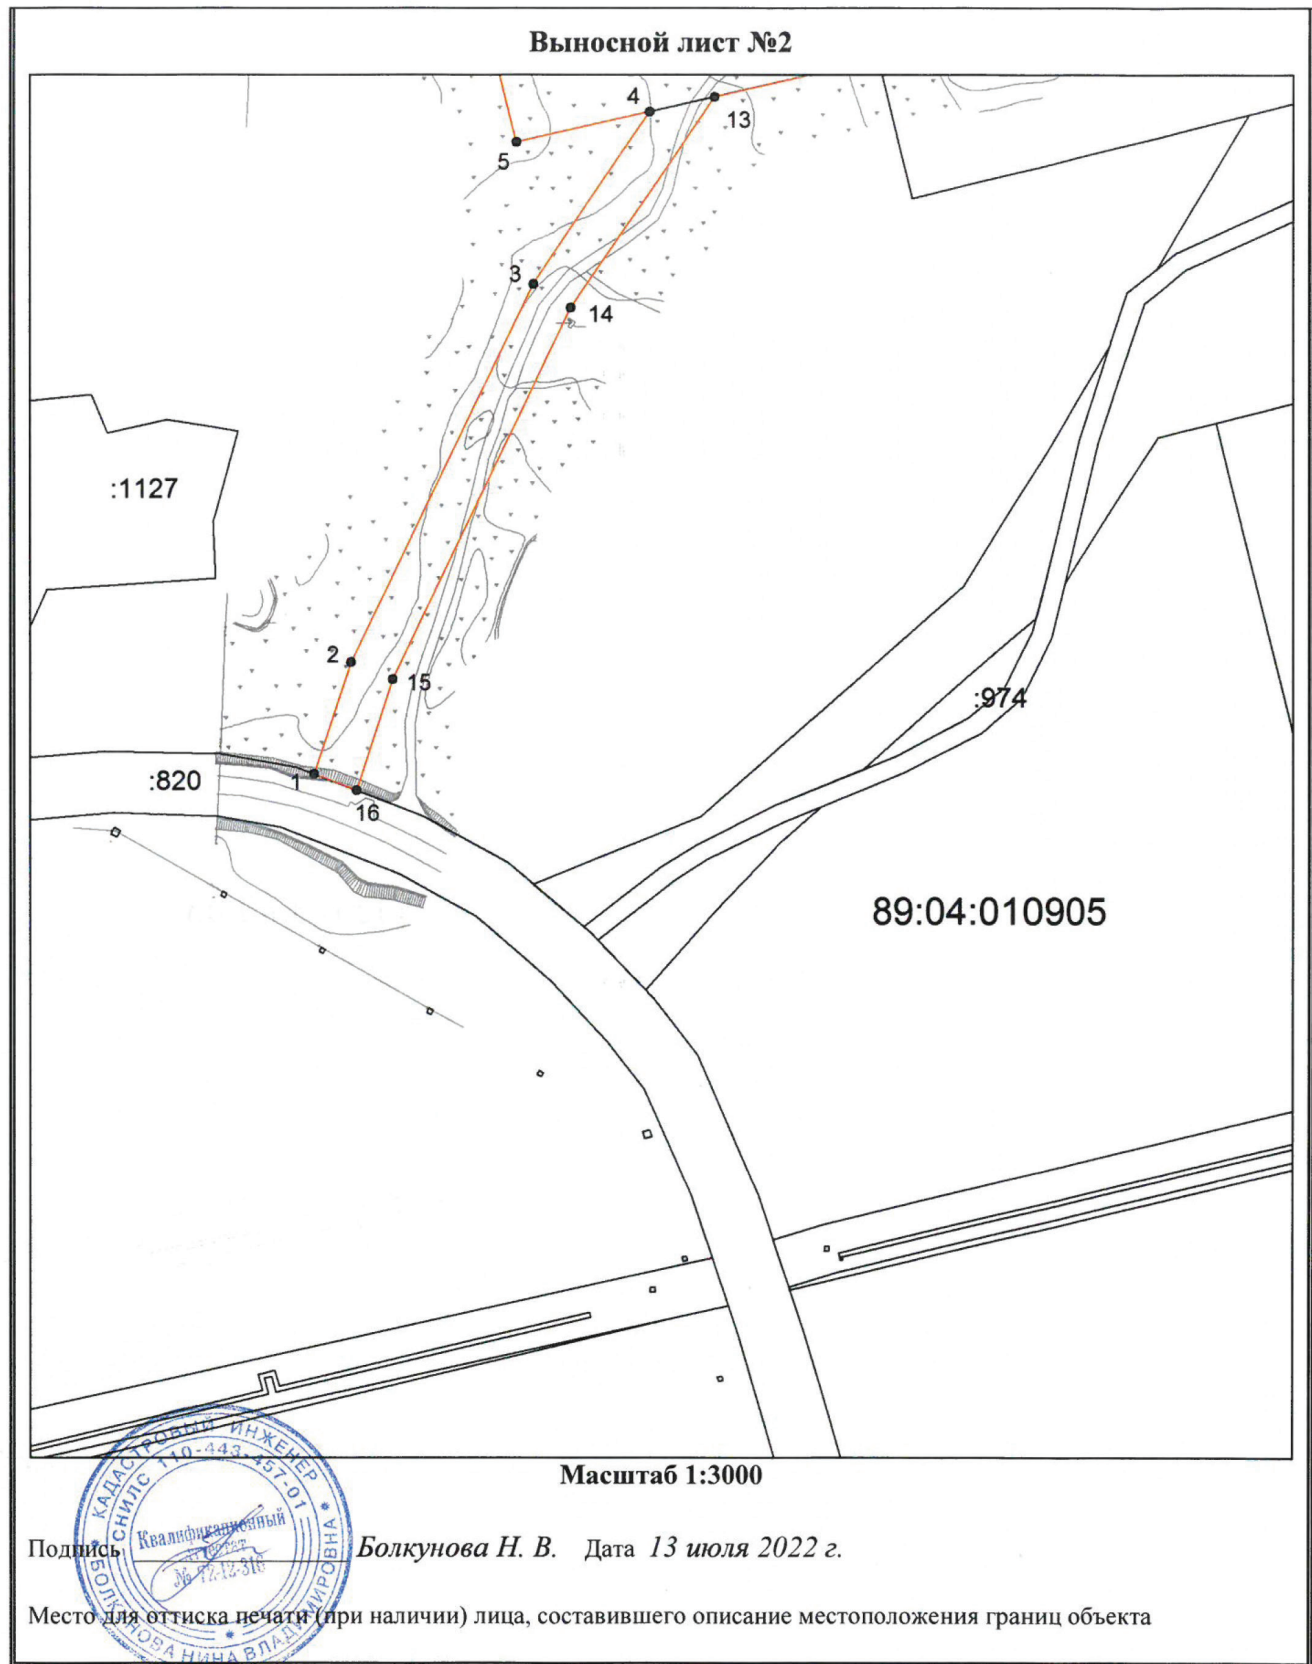 Выносной лист №2
4
13
5
3
14
:1127
2
15
:974
:820
1
16
89:04:010905
Масштаб 1:3000
КАДАСТРОВЫЙ ИНЖЕНЕР * БОЛКУНОВА НИНА ВЛАДИМИРОВНА *
СНИЛС 110-443-457-01
Квалификационный
аттестат
№ 72-12-316
Подпись Болкунова Н. В. Дата 13 июля 2022 г.
Место для оттиска печати (при наличии) лица, составившего описание местоположения границ объекта